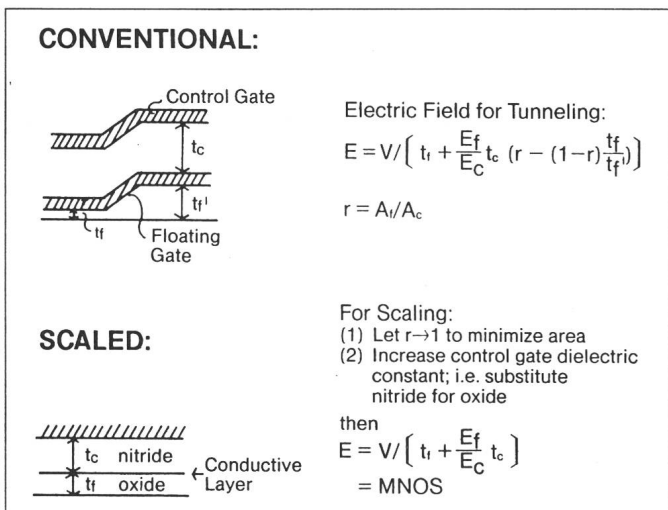 CONVENTIONAL:
Control Gate
tc
tf'
tf
Floating
Gate
Electric Field for Tunneling:
E = V/[ tf + Ef/EC tc (r − (1−r) tf/tf') ]
r = Af/Ac
SCALED:
tc nitride
tf oxide
Conductive
Layer
For Scaling:
(1) Let r→1 to minimize area
(2) Increase control gate dielectric
constant; i.e. substitute
nitride for oxide
then
E = V/[ tf + Ef/EC tc ]
= MNOS